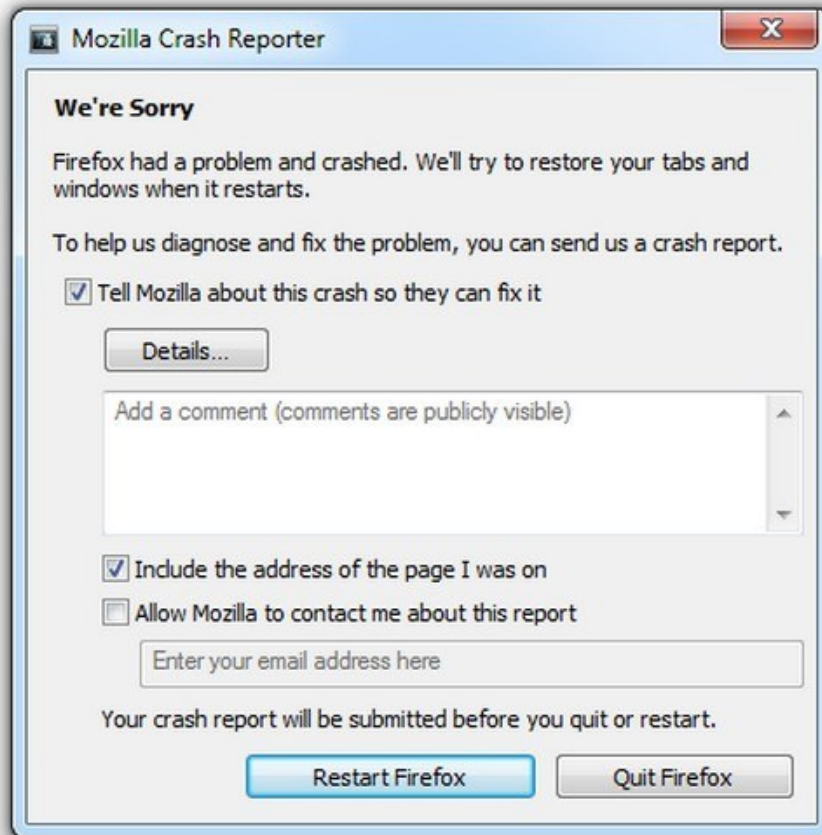 Mozilla Crash Reporter
We're Sorry
Firefox had a problem and crashed. We'll try to restore your tabs and
windows when it restarts.
To help us diagnose and fix the problem, you can send us a crash report.
Tell Mozilla about this crash so they can fix it
Details...
Add a comment (comments are publicly visible)
Include the address of the page I was on
Allow Mozilla to contact me about this report
Enter your email address here
Your crash report will be submitted before you quit or restart.
Restart Firefox Quit Firefox